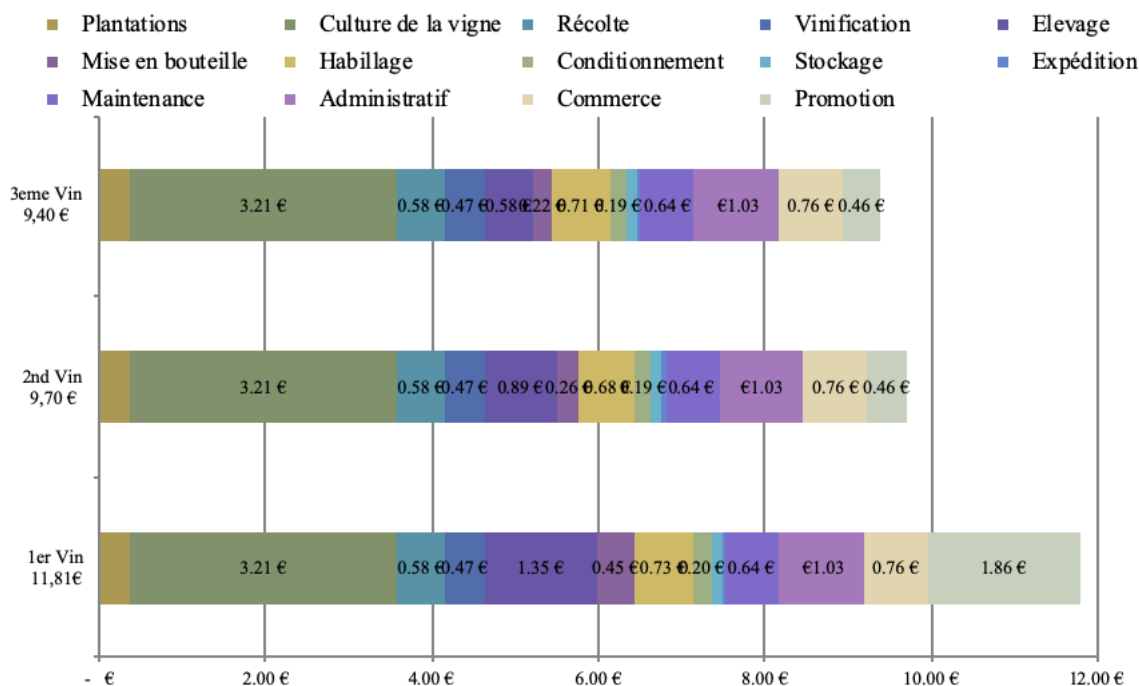 Plantations Culture de la vigne Récolte Vinification Elevage
Mise en bouteille Habillage Conditionnement Stockage Expédition
Maintenance Administratif Commerce Promotion
3eme Vin
9,40 €
3.21 € 0.58 € 0.47 € 0.58 € 0.22 € 0.71 € 0.19 € 0.64 € €1.03 0.76 € 0.46 €
2nd Vin
9,70 €
3.21 € 0.58 € 0.47 € 0.89 € 0.26 € 0.68 € 0.19 € 0.64 € €1.03 0.76 € 0.46 €
1er Vin
11,81€
3.21 € 0.58 € 0.47 € 1.35 € 0.45 € 0.73 € 0.20 € 0.64 € €1.03 0.76 € 1.86 €
- € 2.00 € 4.00 € 6.00 € 8.00 € 10.00 € 12.00 €